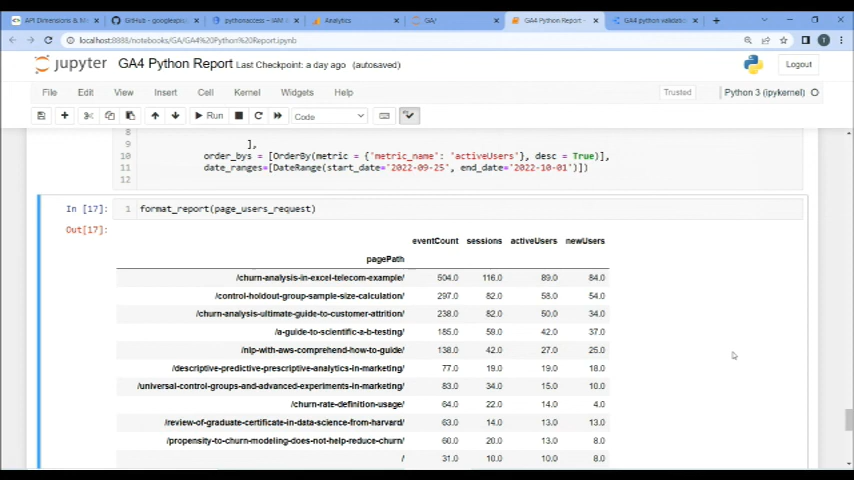 API Dimensions & M
GitHub - googleanap
pythonaccess – IAM &
Analytics
GA/
GA4 Python Report -
GA4 python validatio
localhost:8888/notebooks/GA/GA4%20Python%20Report.ipynb
jupyter GA4 Python Report Last Checkpoint: a day ago (autosaved)
Logout
File Edit View Insert Cell Kernel Widgets Help
Trusted
Python 3 (ipykernel)
Run
Code
8
9 ],
10 order_bys = [OrderBy(metric = {'metric_name': 'activeUsers'}, desc = True)],
11 date_ranges=[DateRange(start_date='2022-09-25', end_date='2022-10-01')])
12
In [17]: 1 format_report(page_users_request)
Out[17]:
eventCount sessions activeUsers newUsers
pagePath
/churn-analysis-in-excel-telecom-example/ 504.0 116.0 89.0 84.0
/control-holdout-group-sample-size-calculation/ 297.0 82.0 58.0 54.0
/churn-analysis-ultimate-guide-to-customer-attrition/ 238.0 82.0 50.0 34.0
/a-guide-to-scientific-a-b-testing/ 185.0 59.0 42.0 37.0
/nlp-with-aws-comprehend-how-to-guide/ 138.0 42.0 27.0 25.0
/descriptive-predictive-prescriptive-analytics-in-marketing/ 77.0 19.0 19.0 18.0
/universal-control-groups-and-advanced-experiments-in-marketing/ 83.0 34.0 15.0 10.0
/churn-rate-definition-usage/ 64.0 22.0 14.0 4.0
/review-of-graduate-certificate-in-data-science-from-harvard/ 63.0 14.0 13.0 13.0
/propensity-to-churn-modeling-does-not-help-reduce-churn/ 60.0 20.0 13.0 8.0
/ 31.0 10.0 10.0 8.0